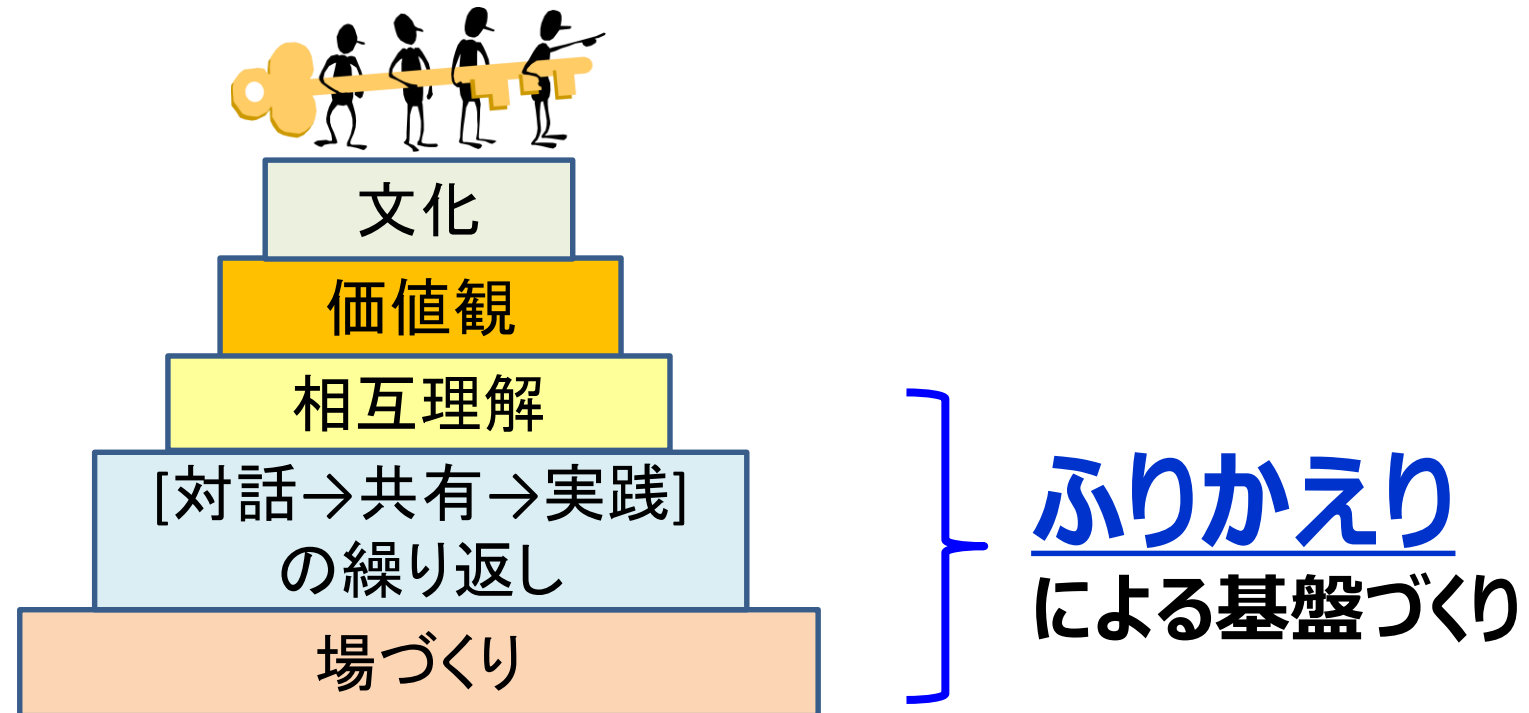 文化
価値観
相互理解
[対話→共有→実践]
の繰り返し
場づくり
ふりかえり
による基盤づくり